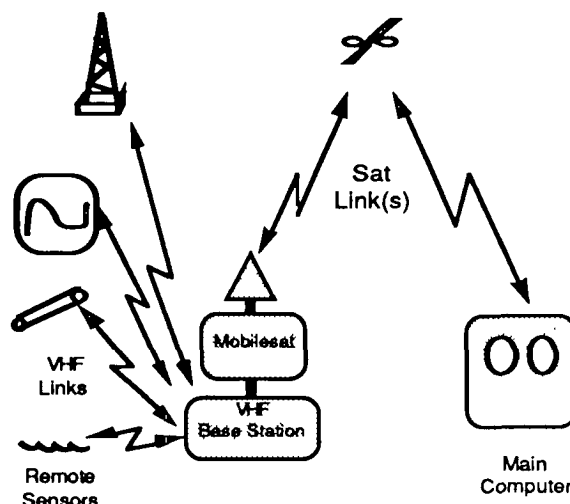 Sat
Link(s)
Mobilesat
VHF
Links
VHF
Base Station
Remote
Sensors
Main
Computer